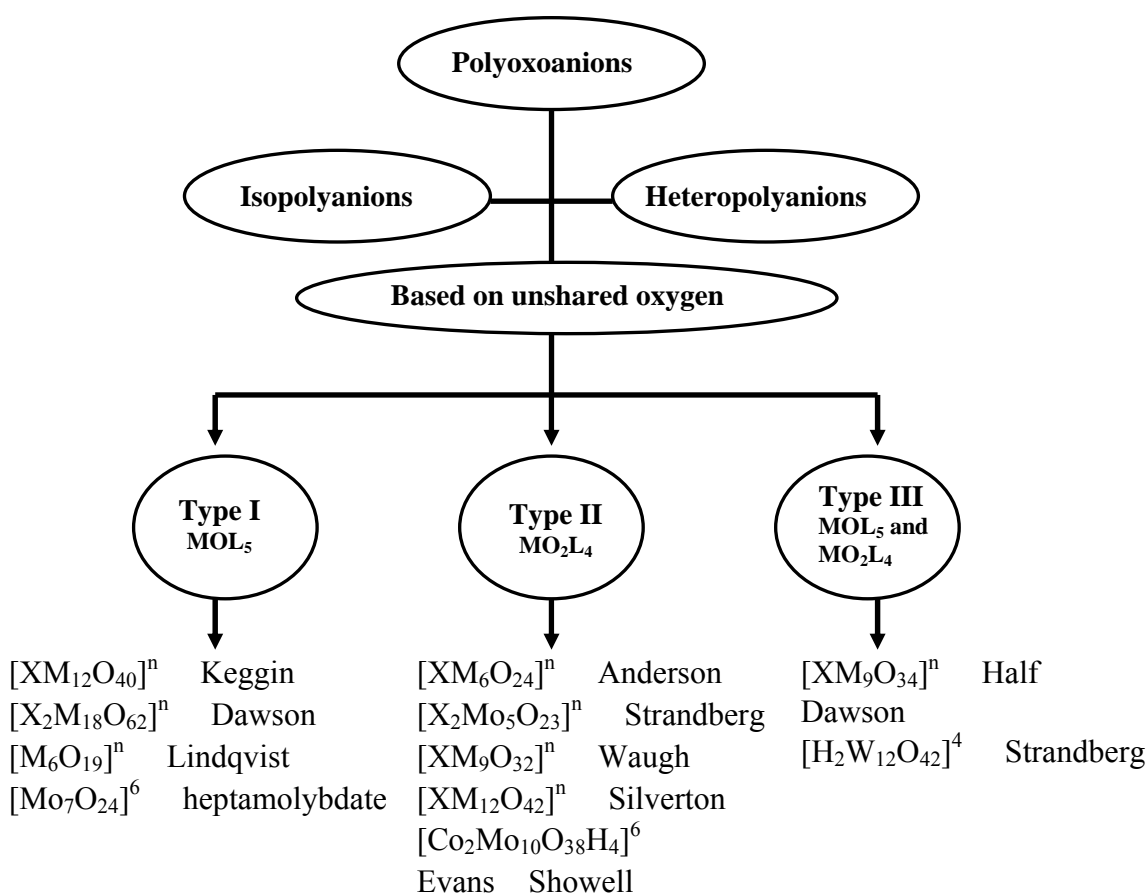 Polyoxoanions
Isopolyanions
Heteropolyanions
Based on unshared oxygen
Type I
MOL₅
Type II
MO₂L₄
Type III
MOL₅ and
MO₂L₄
[XM₁₂O₄₀]ⁿ Keggin
[X₂M₁₈O₆₂]ⁿ Dawson
[M₆O₁₉]ⁿ Lindqvist
[Mo₇O₂₄]⁶ heptamolybdate
[XM₆O₂₄]ⁿ Anderson
[X₂Mo₅O₂₃]ⁿ Strandberg
[XM₉O₃₂]ⁿ Waugh
[XM₁₂O₄₂]ⁿ Silverton
[Co₂Mo₁₀O₃₈H₄]⁶
Evans Showell
[XM₉O₃₄]ⁿ Half
Dawson
[H₂W₁₂O₄₂]⁴ Strandberg